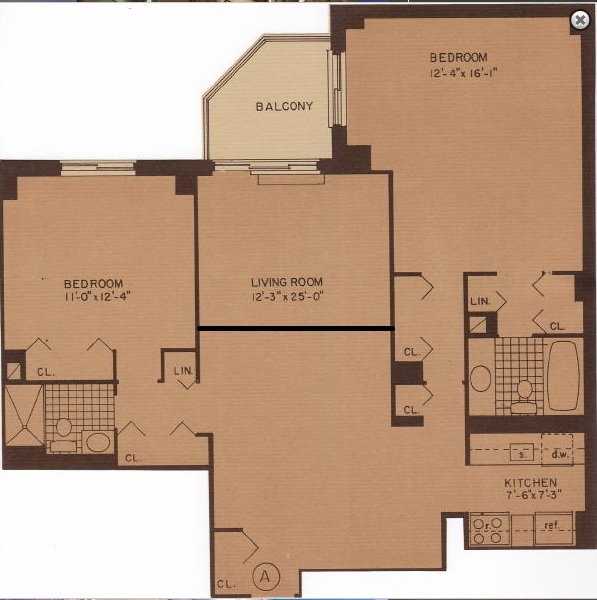 BEDROOM
12'-4" x 16'-1"
BALCONY
BEDROOM
11'-0" x 12'-4"
LIVING ROOM
12'-3" x 25'-0"
LIN.
CL.
CL.
CL.
LIN.
CL.
CL.
s.
d.w.
KITCHEN
7'-6" x 7'-3"
r.
ref.
CL.
A